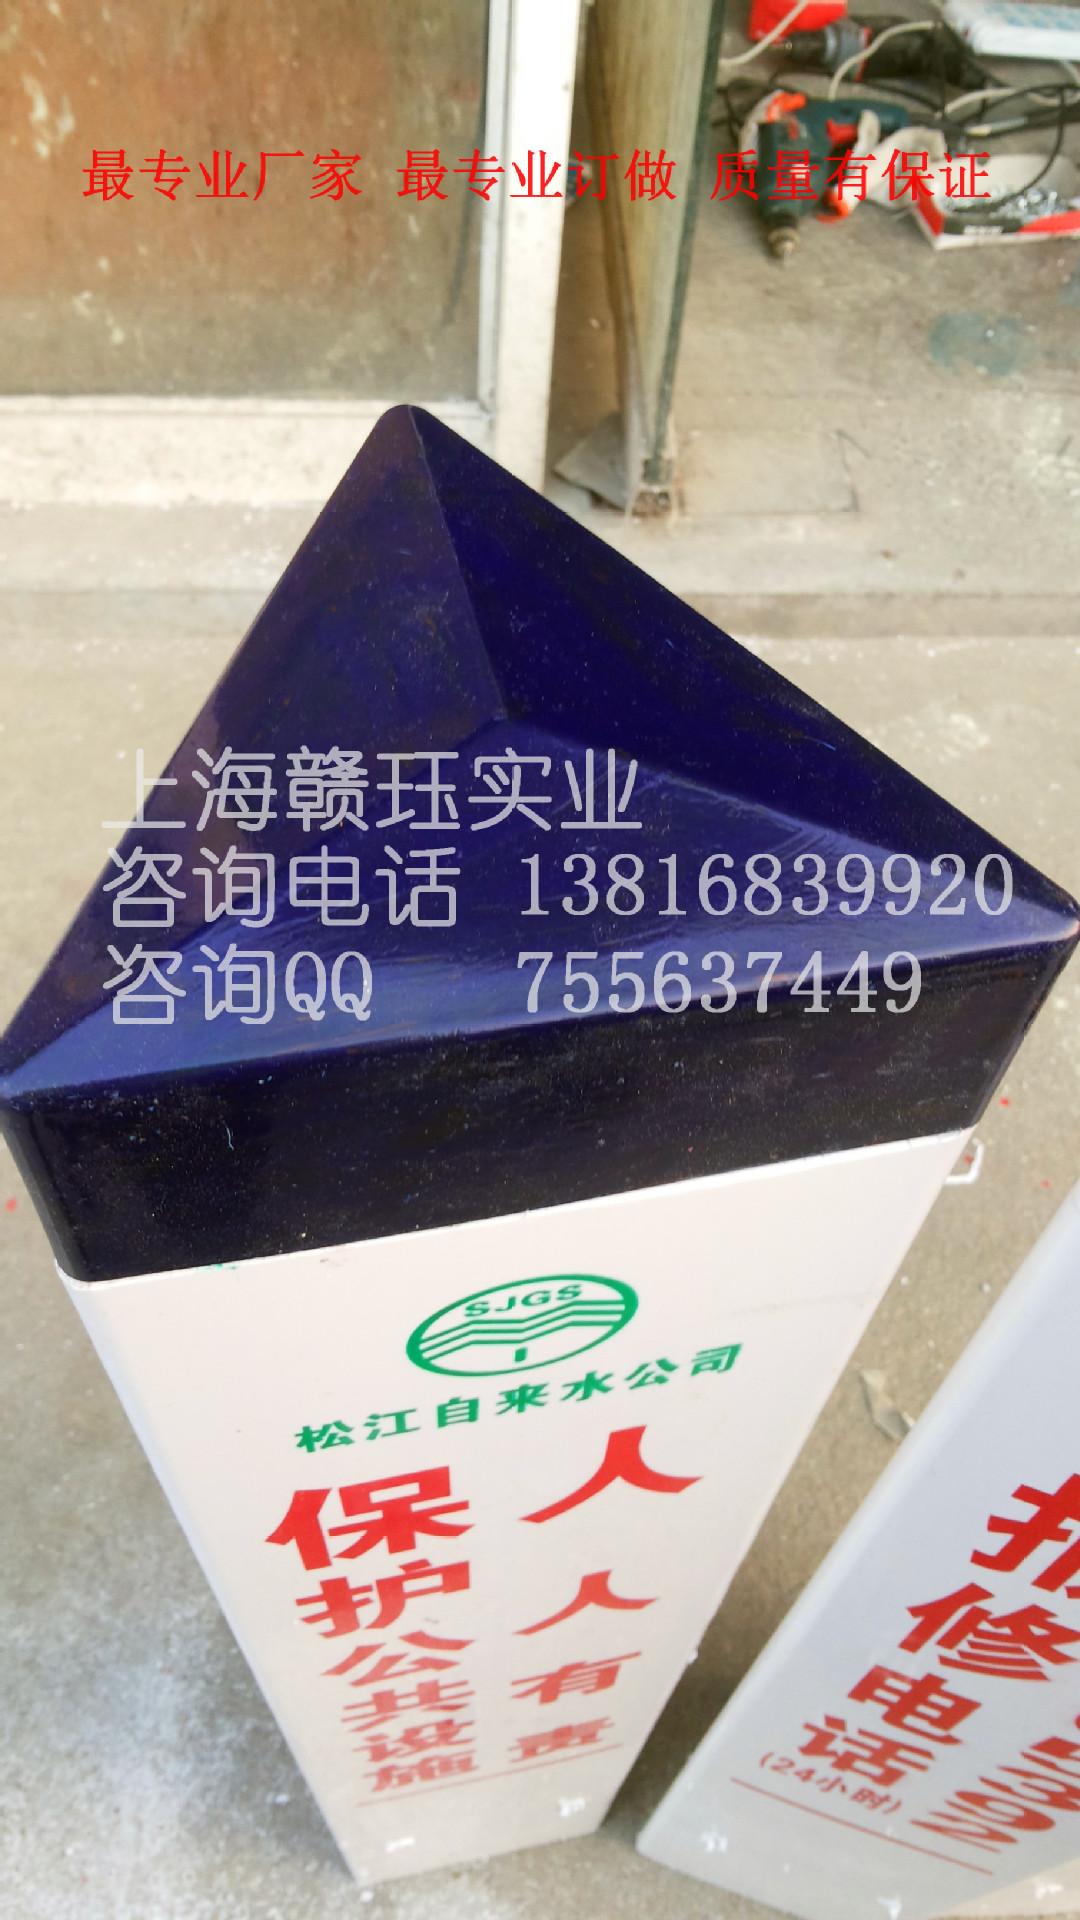 最专业厂家 最专业订做 质量有保证
上海赣珏实业
咨询电话 13816839920
咨询QQ 755637449
SJGS
松江自来水公司
保护公共设施
人人有责
报修电话
(24小时)